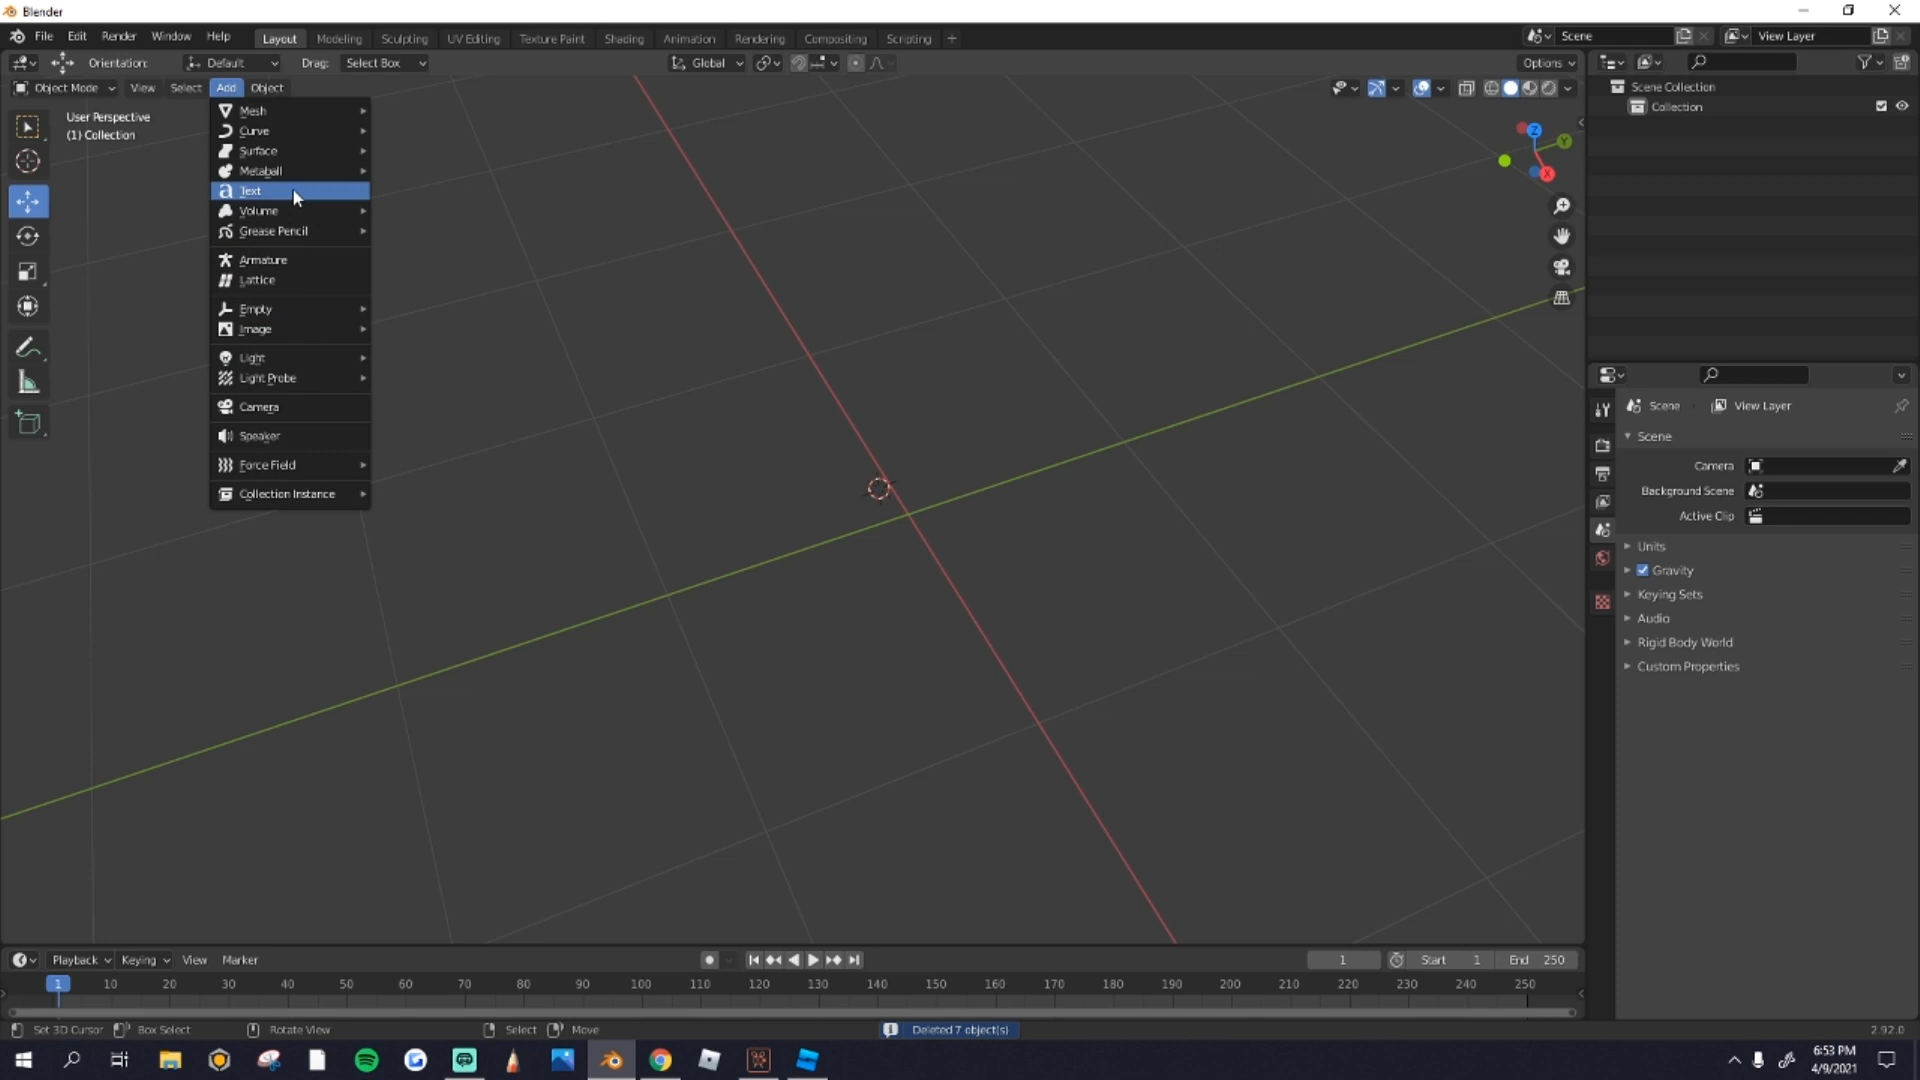 Blender
File Edit Render Window Help Layout Modeling Sculpting UV Editing Texture Paint Shading Animation Rendering Compositing Scripting + Scene View Layer
Orientation: Default Drag: Select Box Global Options
Object Mode View Select Add Object
User Perspective
(1) Collection
Mesh
Curve
Surface
Metaball
Text
Volume
Grease Pencil
Armature
Lattice
Empty
Image
Light
Light Probe
Camera
Speaker
Force Field
Collection Instance
Z
Y
X
Scene Collection
Collection
Scene View Layer
Scene
Camera
Background Scene
Active Clip
Units
Gravity
Keying Sets
Audio
Rigid Body World
Custom Properties
Playback Keying View Marker 1 Start 1 End 250
1 10 20 30 40 50 60 70 80 90 100 110 120 130 140 150 160 170 180 190 200 210 220 230 240 250
Set 3D Cursor Box Select Rotate View Select Move Deleted 7 object(s) 2.92.0
6:53 PM
4/9/2021